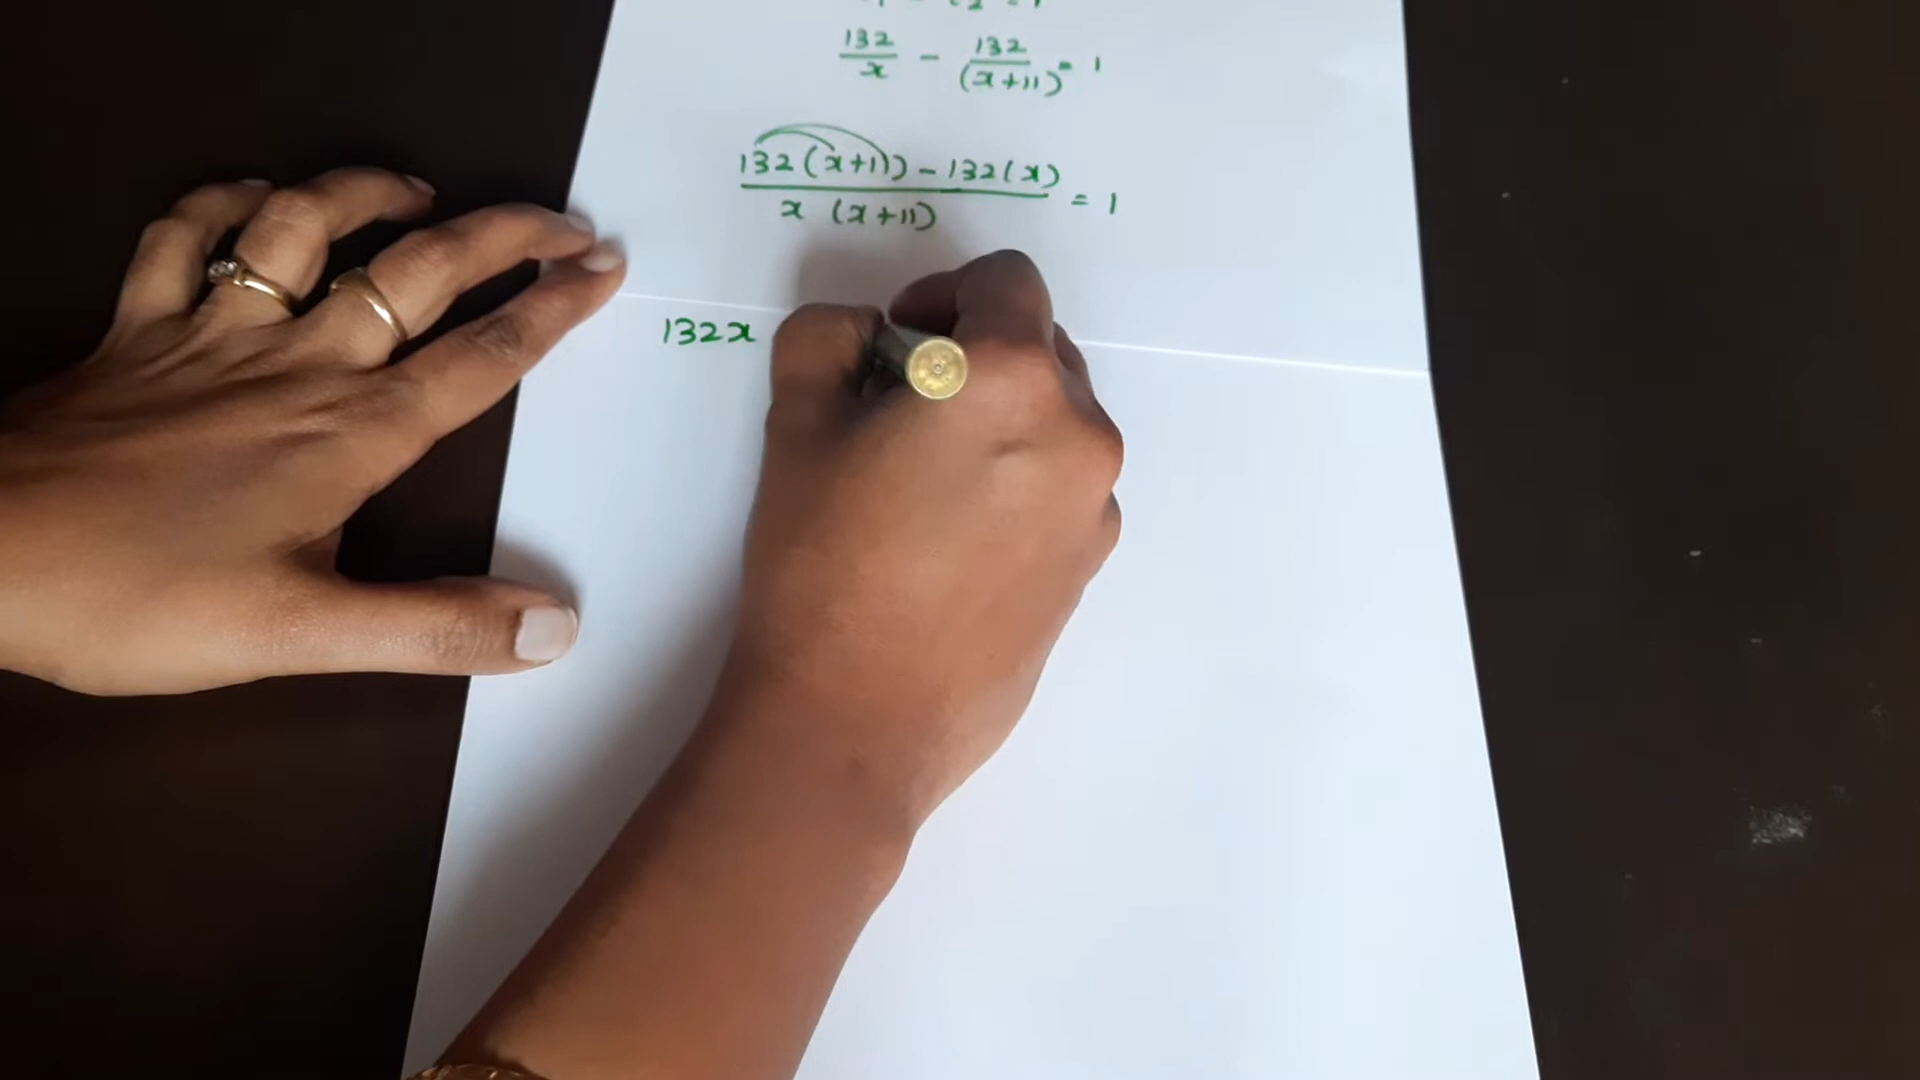 132/x - 132/(x+11) = 1
132(x+11) - 132(x) / x (x+11) = 1
132x